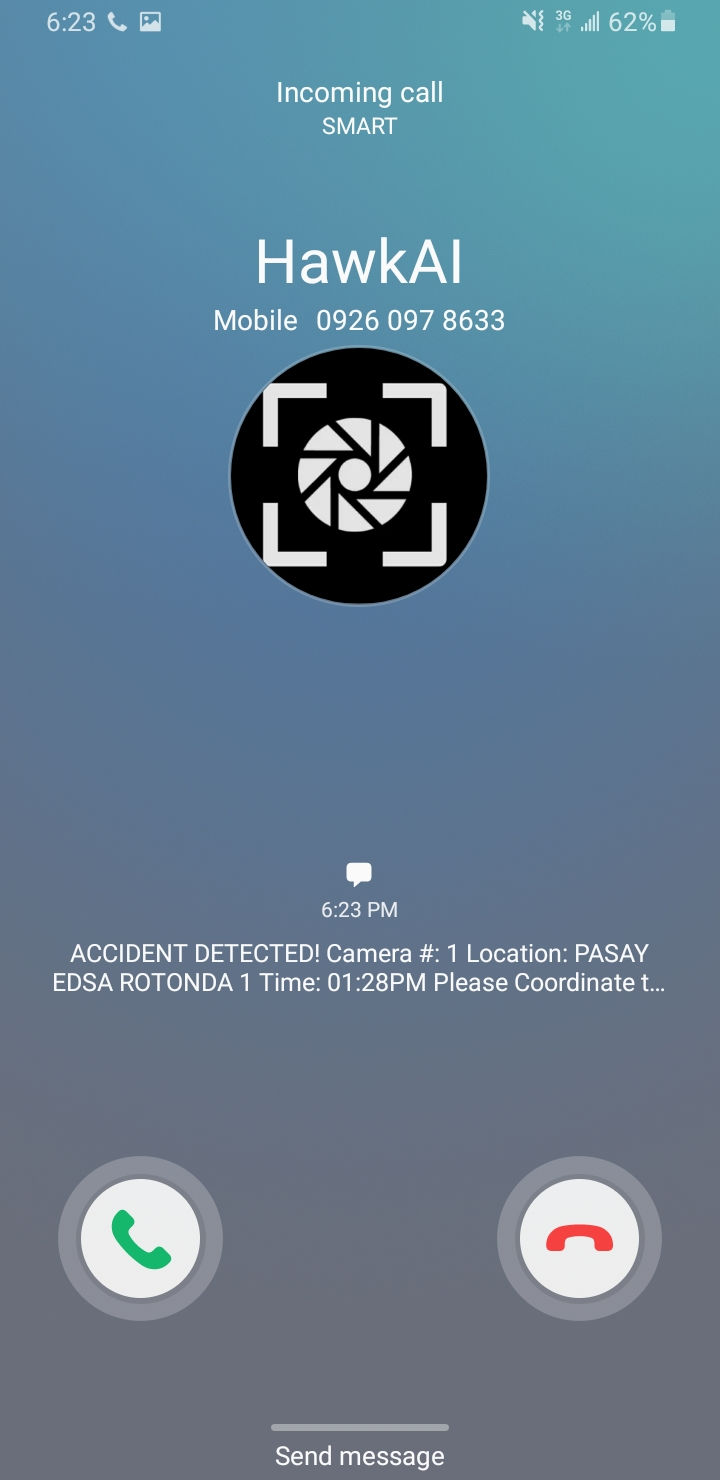 6:23
3G
62%
Incoming call
SMART
HawkAI
Mobile 0926 097 8633
6:23 PM
ACCIDENT DETECTED! Camera #: 1 Location: PASAY
EDSA ROTONDA 1 Time: 01:28PM Please Coordinate t...
Send message